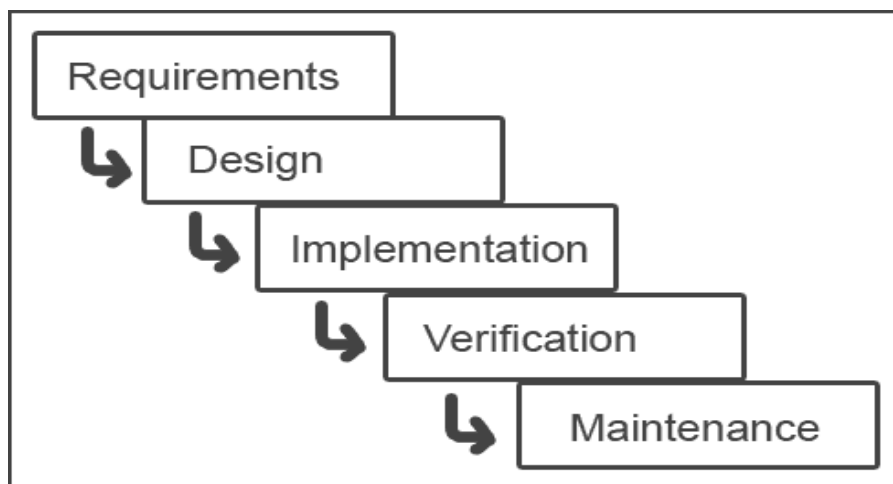 Requirements
Design
Implementation
Verification
Maintenance